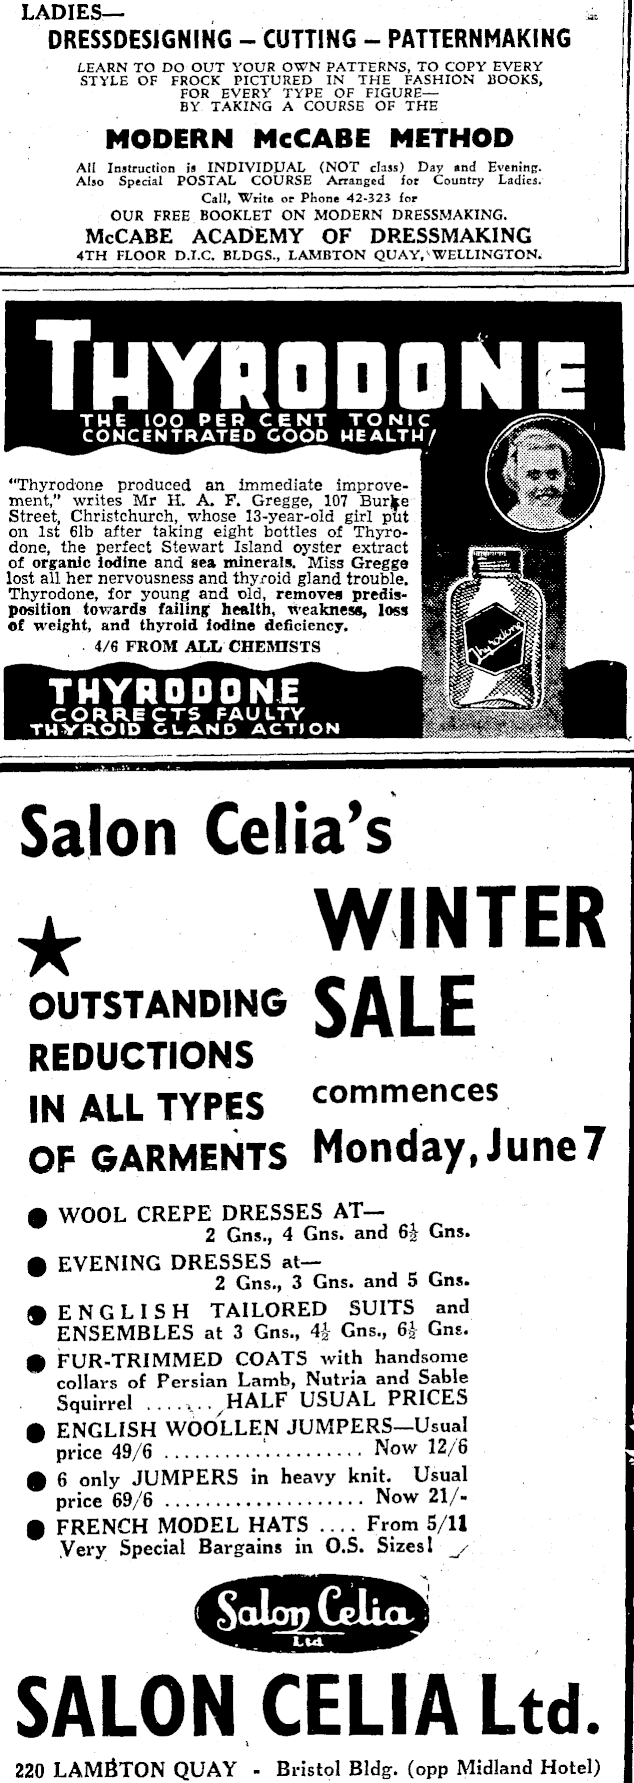 LADIES—
DRESSDESIGNING – CUTTING – PATTERNMAKING
LEARN TO DO OUT YOUR OWN PATTERNS, TO COPY EVERY
STYLE OF FROCK PICTURED IN THE FASHION BOOKS,
FOR EVERY TYPE OF FIGURE—
BY TAKING A COURSE OF THE
MODERN McCABE METHOD
All Instruction is INDIVIDUAL (NOT class) Day and Evening.
Also Special POSTAL COURSE Arranged for Country Ladies.
Call, Write or Phone 42-323 for
OUR FREE BOOKLET ON MODERN DRESSMAKING.
McCABE ACADEMY OF DRESSMAKING
4TH FLOOR D.I.C. BLDGS., LAMBTON QUAY, WELLINGTON.
THYRODONE
THE 100 PER CENT TONIC
CONCENTRATED GOOD HEALTH!
"Thyrodone produced an immediate improve-
ment," writes Mr H. A. F. Gregge, 107 Burke
Street, Christchurch, whose 13-year-old girl put
on 1st 6lb after taking eight bottles of Thyro-
done, the perfect Stewart Island oyster extract
of organic iodine and sea minerals. Miss Gregge
lost all her nervousness and thyroid gland trouble.
Thyrodone, for young and old, removes predis-
position towards failing health, weakness, loss
of weight, and thyroid iodine deficiency.
4/6 FROM ALL CHEMISTS
Thyrodone
THYRODONE
CORRECTS FAULTY
THYROID GLAND ACTION
Salon Celia's
WINTER
SALE
commences
Monday, June 7
OUTSTANDING
REDUCTIONS
IN ALL TYPES
OF GARMENTS
● WOOL CREPE DRESSES AT—
2 Gns., 4 Gns. and 6½ Gns.
● EVENING DRESSES at—
2 Gns., 3 Gns. and 5 Gns.
● ENGLISH TAILORED SUITS and
ENSEMBLES at 3 Gns., 4½ Gns., 6½ Gns.
● FUR-TRIMMED COATS with handsome
collars of Persian Lamb, Nutria and Sable
Squirrel ....... HALF USUAL PRICES
● ENGLISH WOOLLEN JUMPERS—Usual
price 49/6 .................... Now 12/6
● 6 only JUMPERS in heavy knit. Usual
price 69/6 .................... Now 21/-
● FRENCH MODEL HATS .... From 5/11
Very Special Bargains in O.S. Sizes!
Salon Celia
Ltd
SALON CELIA Ltd.
220 LAMBTON QUAY - Bristol Bldg. (opp Midland Hotel)